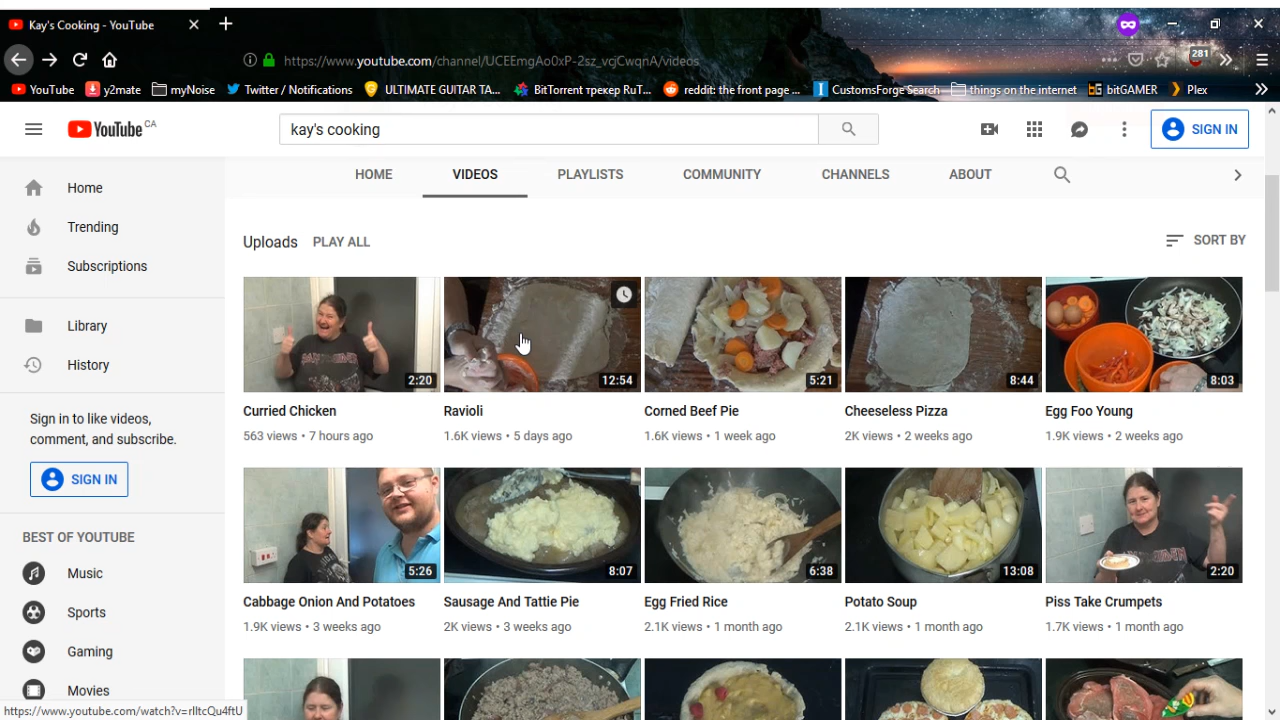 Kay's Cooking - YouTube
https://www.youtube.com/channel/UCEEmgAo0xP-2sz_vcjCwqnA/videos
281
YouTube y2mate myNoise Twitter / Notifications ULTIMATE GUITAR TA... BitTorrent трекер RuT... reddit: the front page ... CustomsForge Search things on the internet bitGAMER Plex
YouTube CA
kay's cooking
SIGN IN
HOME VIDEOS PLAYLISTS COMMUNITY CHANNELS ABOUT
Home
Trending
Subscriptions
Library
History
Sign in to like videos,
comment, and subscribe.
SIGN IN
BEST OF YOUTUBE
Music
Sports
Gaming
Movies
Uploads PLAY ALL
SORT BY
2:20 12:54 5:21 8:44 8:03
Curried Chicken Ravioli Corned Beef Pie Cheeseless Pizza Egg Foo Young
563 views • 7 hours ago 1.6K views • 5 days ago 1.6K views • 1 week ago 2K views • 2 weeks ago 1.9K views • 2 weeks ago
5:26 8:07 6:38 13:08 2:20
Cabbage Onion And Potatoes Sausage And Tattie Pie Egg Fried Rice Potato Soup Piss Take Crumpets
1.9K views • 3 weeks ago 2K views • 3 weeks ago 2.1K views • 1 month ago 2.1K views • 1 month ago 1.7K views • 1 month ago